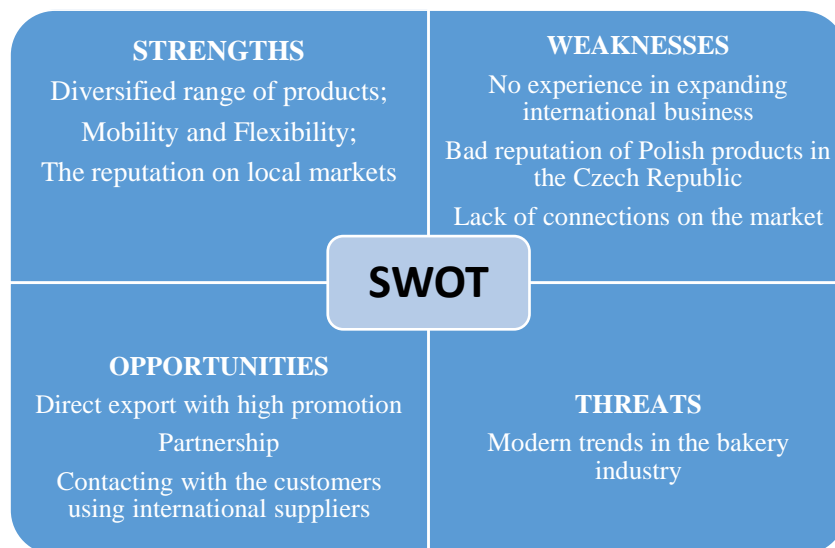 STRENGTHS
Diversified range of products;
Mobility and Flexibility;
The reputation on local markets
WEAKNESSES
No experience in expanding
international business
Bad reputation of Polish products in
the Czech Republic
Lack of connections on the market
SWOT
OPPORTUNITIES
Direct export with high promotion
Partnership
Contacting with the customers
using international suppliers
THREATS
Modern trends in the bakery
industry